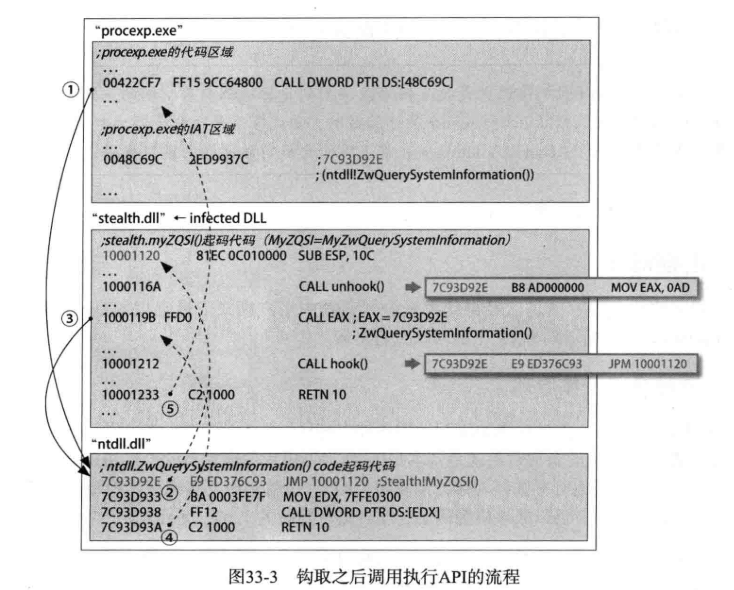 "procexp.exe"
;procexp.exe的代码区域
...
① 00422CF7 FF15 9CC64800 CALL DWORD PTR DS:[48C69C]
...
;procexp.exe的IAT区域
...
0048C69C 2ED9937C ;7C93D92E
; (ntdll!ZwQuerySystemInformation())
...
"stealth.dll" ← infected DLL
;stealth.myZQSI()起码代码（MyZQSI=MyZwQuerySystemInformation）
10001120 81EC 0C010000 SUB ESP, 10C
...
1000116A CALL unhook() 7C93D92E B8 AD000000 MOV EAX, 0AD
...
③ 1000119B FFD0 CALL EAX ; EAX = 7C93D92E
; ZwQuerySystemInformation()
...
10001212 CALL hook() 7C93D92E E9 ED376C93 JPM 10001120
...
10001233 C2 1000 RETN 10
... ⑤
"ntdll.dll"
; ntdll.ZwQuerySystemInformation() code起码代码
7C93D92E E9 ED376C93 JMP 10001120 ;Stealth!MyZQSI()
7C93D933 ② BA 0003FE7F MOV EDX, 7FFE0300
7C93D938 FF12 CALL DWORD PTR DS:[EDX]
7C93D93A C2 1000 RETN 10
④
图33-3 钩取之后调用执行API的流程